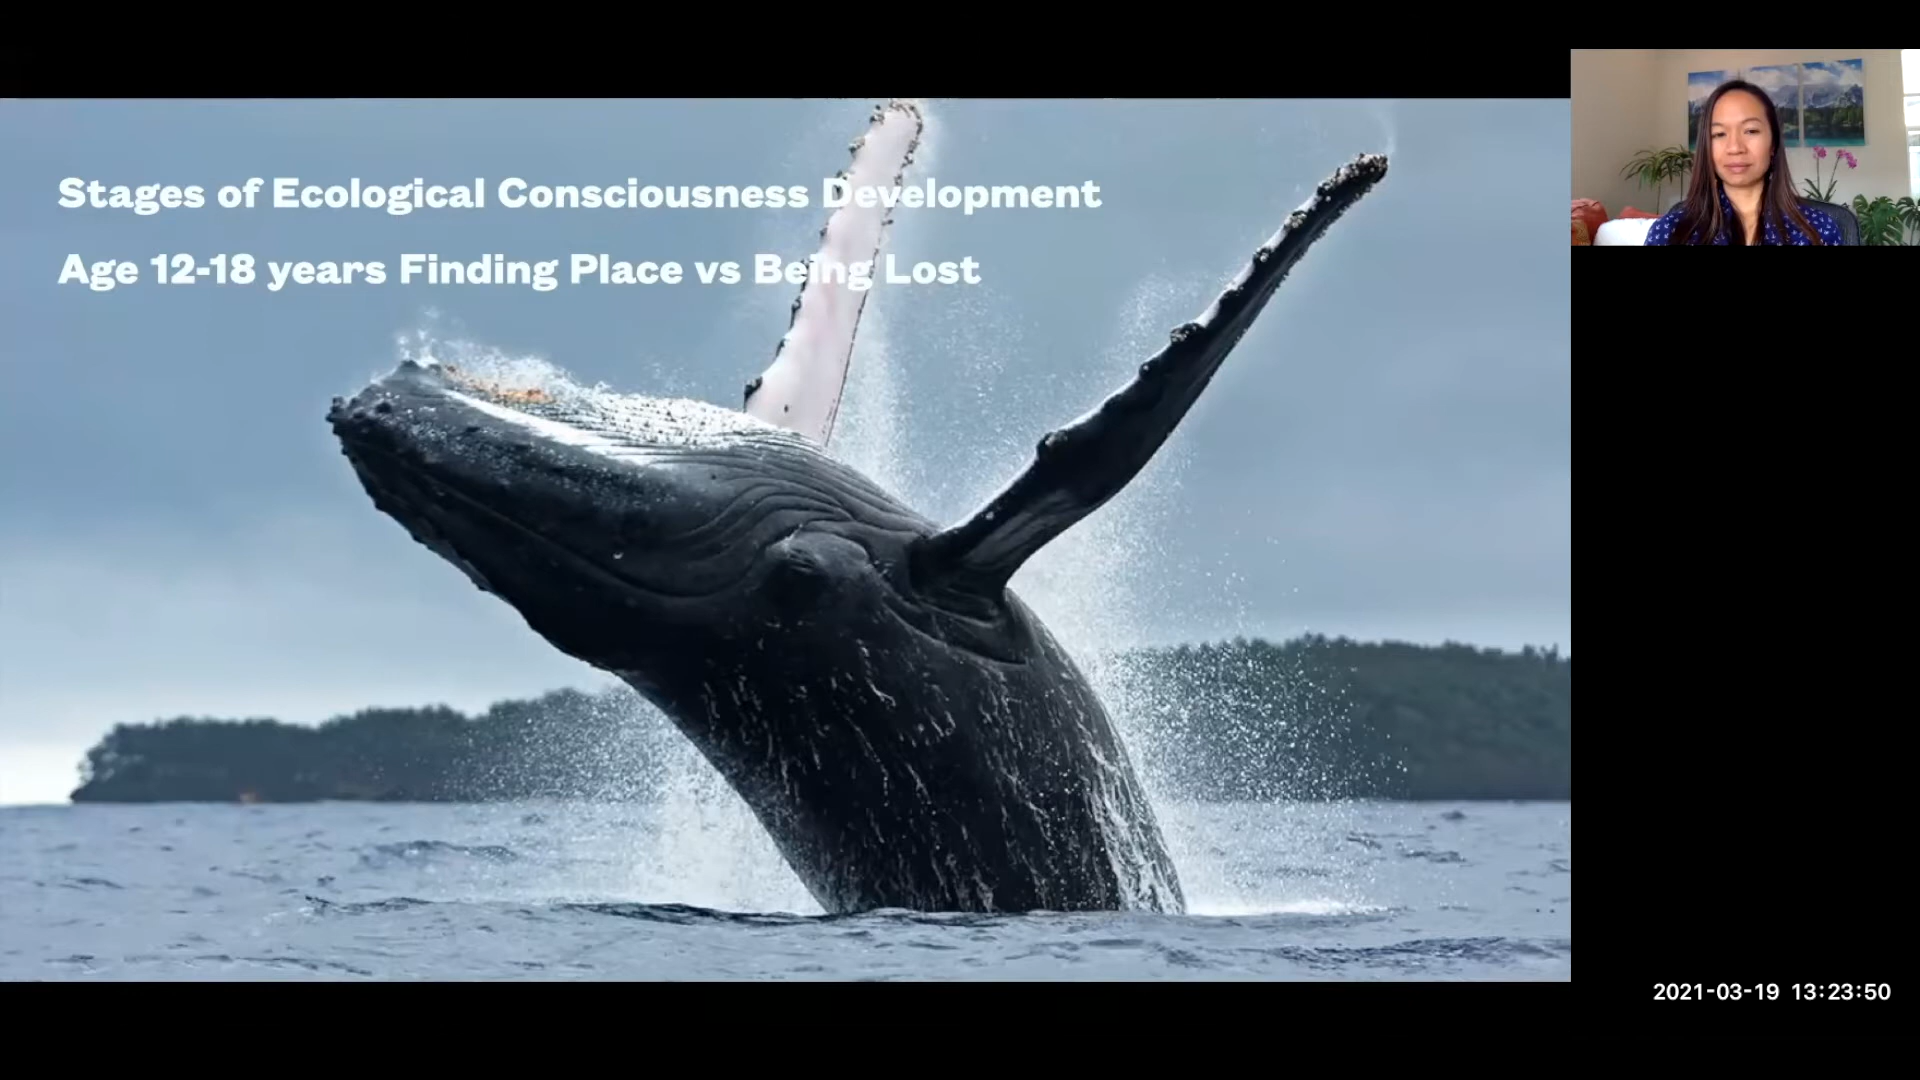 Stages of Ecological Consciousness Development
Age 12-18 years Finding Place vs Being Lost
2021-03-19 13:23:50